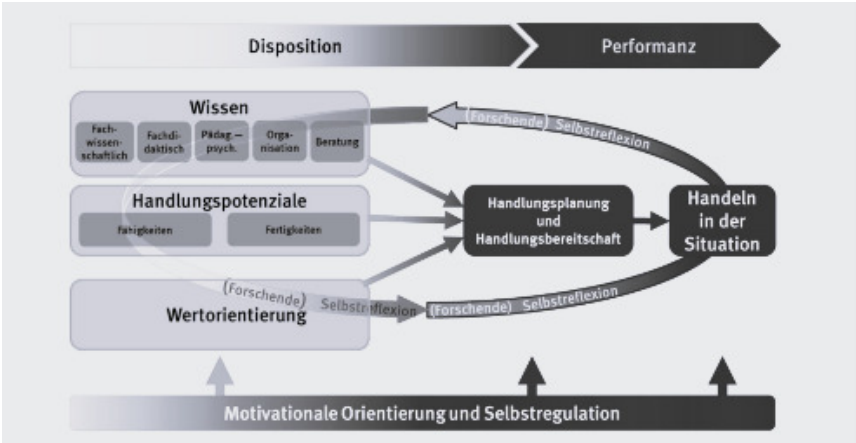 Disposition
Performanz
Wissen
Fach-
wissen-
schaftlich
Fachdi-
daktisch
Pädag.—
psych.
Orga-
nisation
Beratung
(Forschende) Selbstreflexion
Handlungspotenziale
Fähigkeiten
Fertigkeiten
Handlungsplanung
und
Handlungsbereitschaft
Handeln
in der
Situation
(Forschende) Selbstreflexion
(Forschende) Selbstreflexion
Wertorientierung
Motivationale Orientierung und Selbstregulation